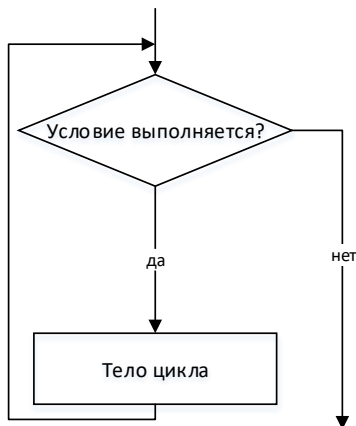 Условие выполняется?
да
нет
Тело цикла